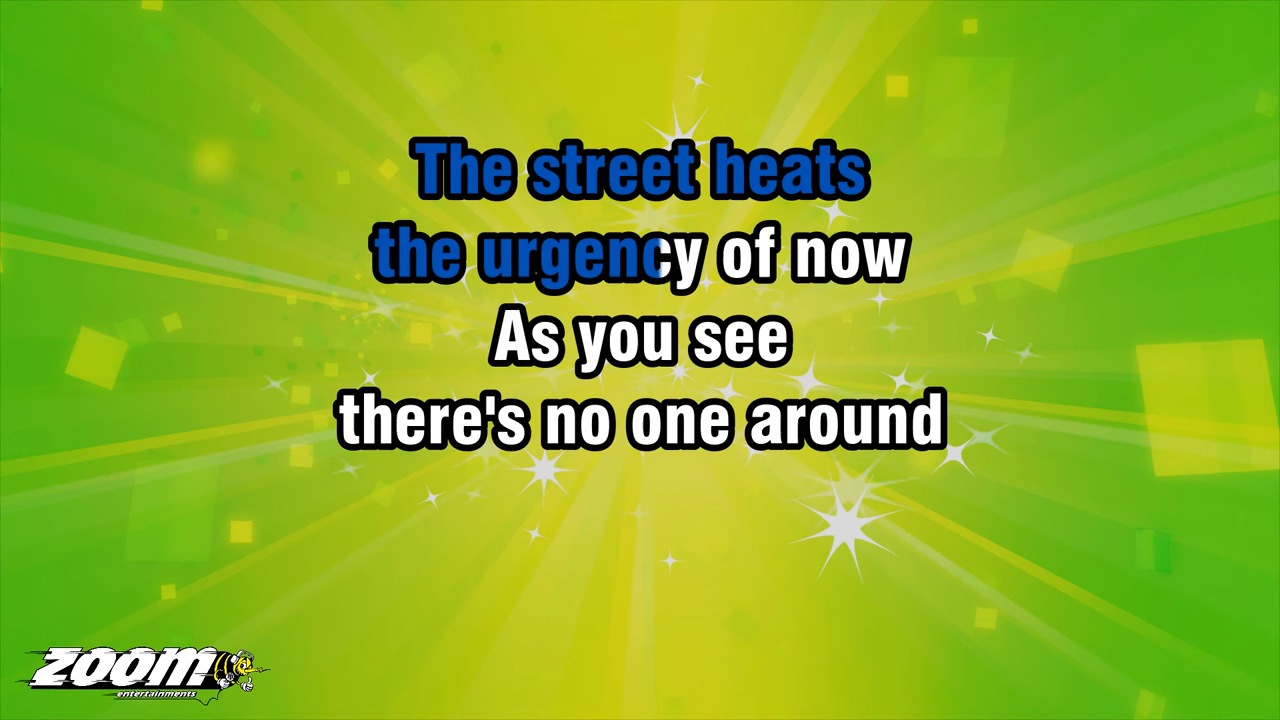 The street heats
the urgency of now
As you see
there's no one around
zoom
entertainments